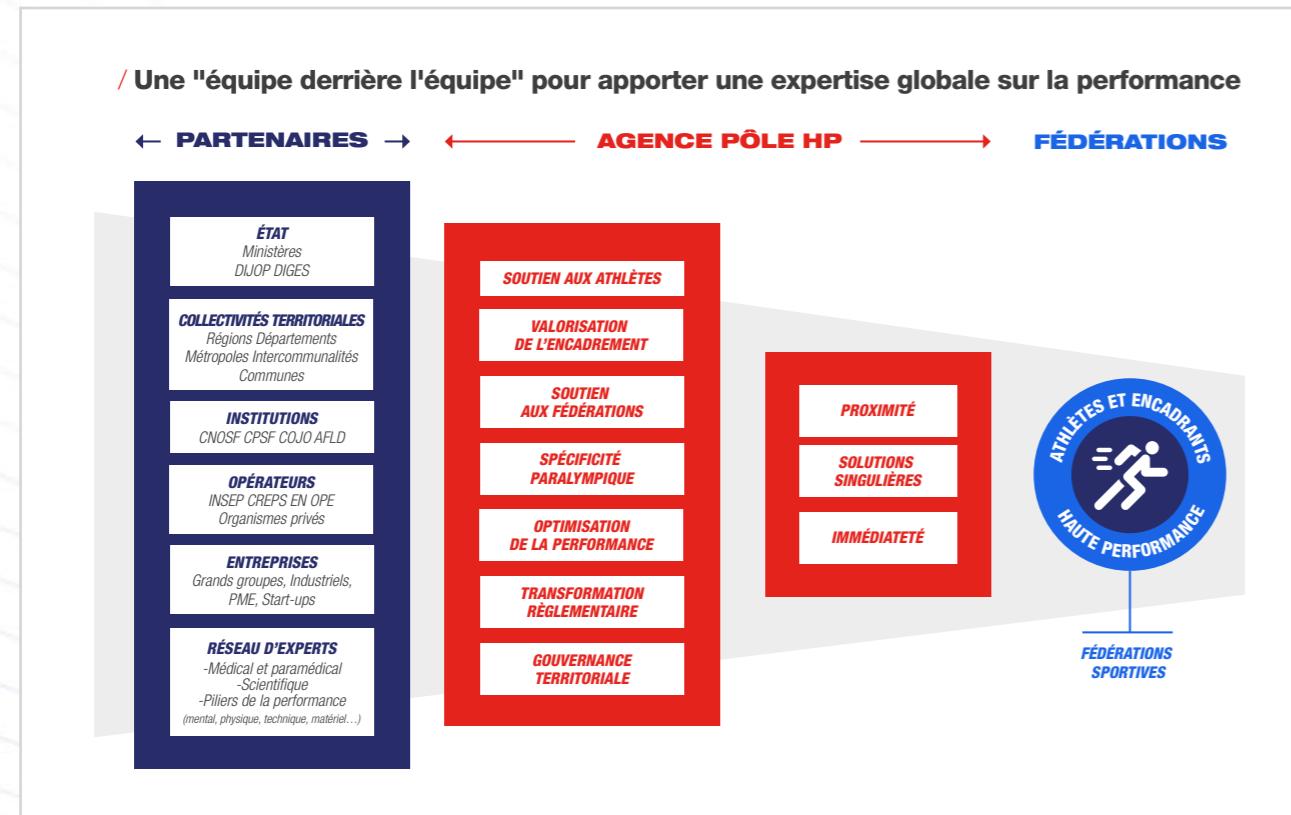 / Une "équipe derrière l'équipe" pour apporter une expertise globale sur la performance
PARTENAIRES
AGENCE PÔLE HP
FÉDÉRATIONS
ÉTAT
Ministères
DIJOP DIGES
COLLECTIVITÉS TERRITORIALES
Régions Départements
Métropoles Intercommunalités
Communes
INSTITUTIONS
CNOSF CPSF COJO AFLD
OPÉRATEURS
INSEP CREPS EN OPE
Organismes privés
ENTREPRISES
Grands groupes, Industriels,
PME, Start-ups
RÉSEAU D'EXPERTS
-Médical et paramédical
-Scientifique
-Piliers de la performance
(mental, physique, technique, matériel…)
SOUTIEN AUX ATHLÈTES
VALORISATION
DE L'ENCADREMENT
SOUTIEN
AUX FÉDÉRATIONS
SPÉCIFICITÉ
PARALYMPIQUE
OPTIMISATION
DE LA PERFORMANCE
TRANSFORMATION
RÈGLEMENTAIRE
GOUVERNANCE
TERRITORIALE
PROXIMITÉ
SOLUTIONS
SINGULIÈRES
IMMÉDIATETÉ
ATHLÈTES ET ENCADRANTS
HAUTE PERFORMANCE
FÉDÉRATIONS
SPORTIVES